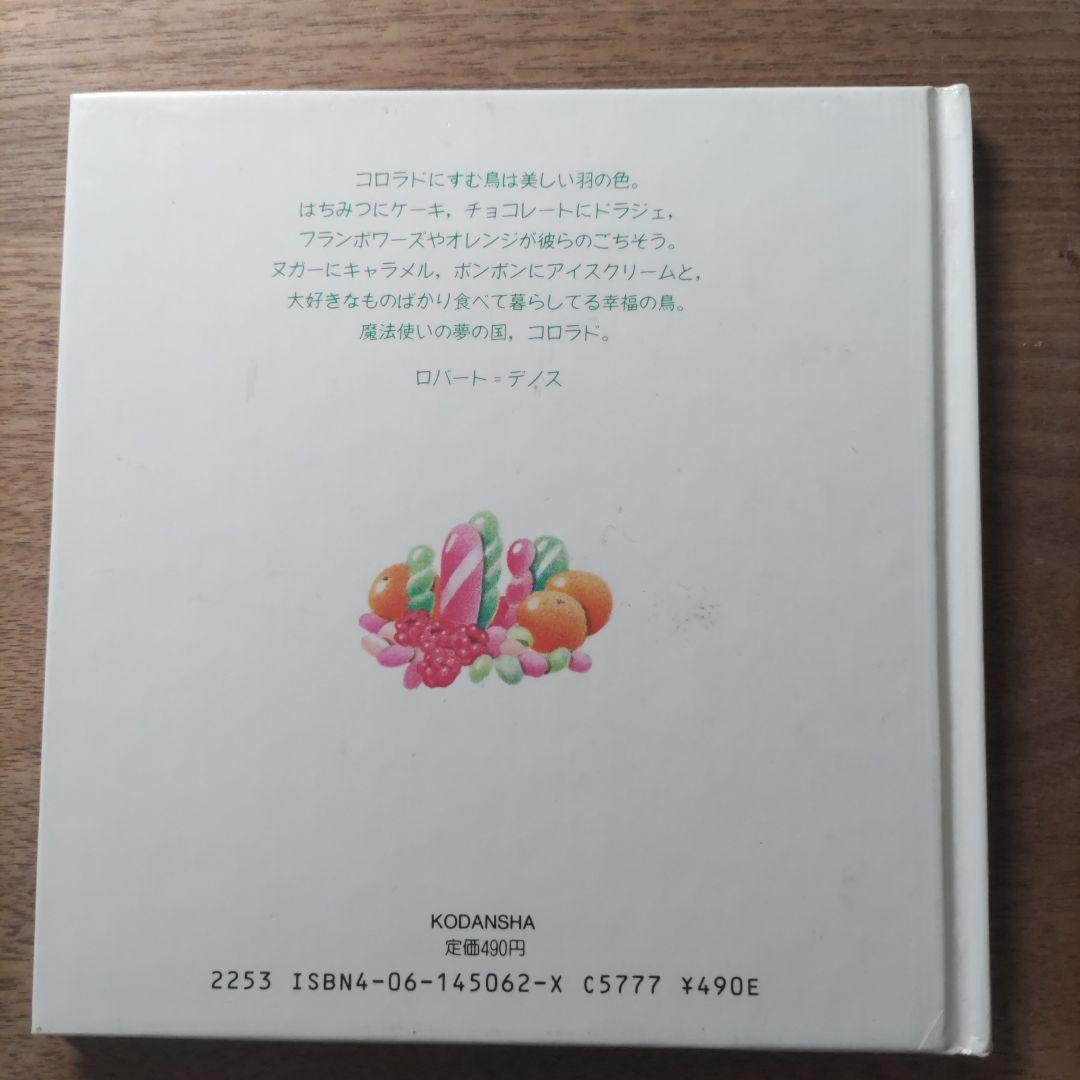 コロラドにすむ鳥は美しい羽の色。
はちみつにケーキ，チョコレートにドラジェ，
フランボワーズやオレンジが彼らのごちそう。
ヌガーにキャラメル，ボンボンにアイスクリームと，
大好きなものばかり食べて暮らしてる幸福の鳥。
魔法使いの夢の国，コロラド。
ロバート＝デノス
KODANSHA
定価490円
2253 ISBN4-06-145062-X C5777 ¥490E